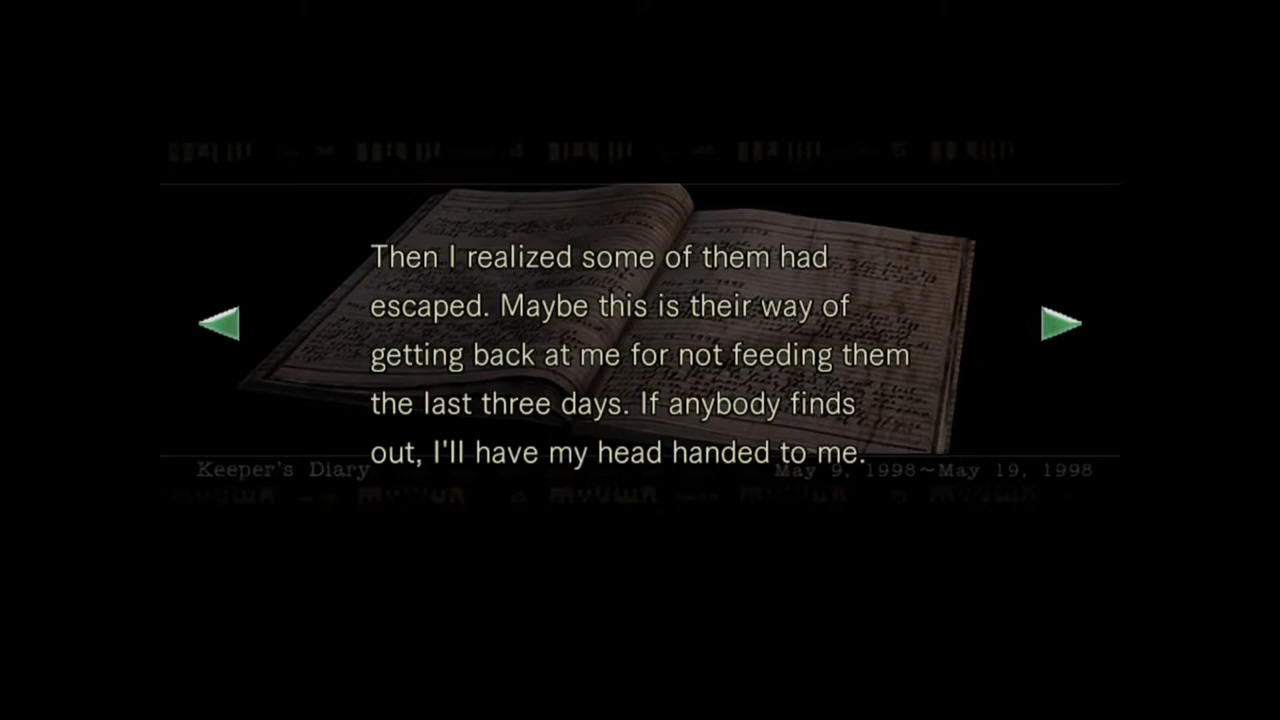 Then I realized some of them had
escaped. Maybe this is their way of
getting back at me for not feeding them
the last three days. If anybody finds
out, I'll have my head handed to me.
Keeper's Diary
May 9, 1998~May 19, 1998